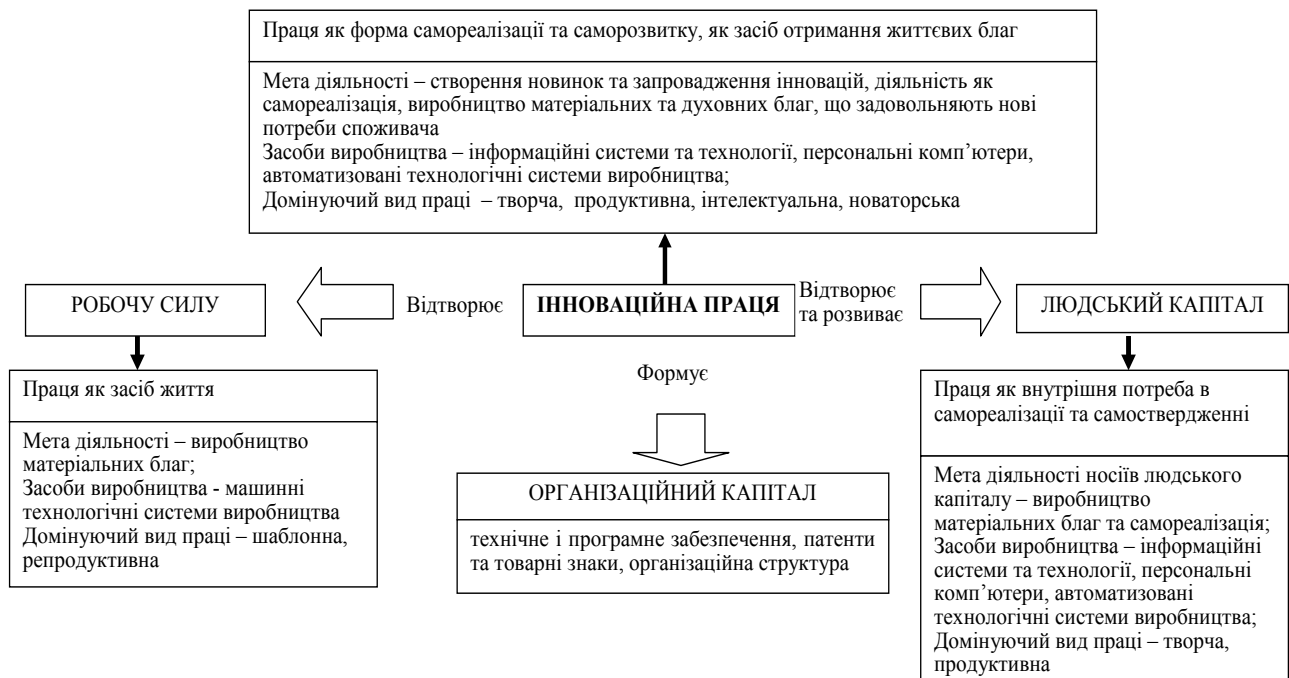 Праця як форма самореалізації та саморозвитку, як засіб отримання життєвих благ
Мета діяльності – створення новинок та запровадження інновацій, діяльність як
самореалізація, виробництво матеріальних та духовних благ, що задовольняють нові
потреби споживача
Засоби виробництва – інформаційні системи та технології, персональні комп’ютери,
автоматизовані технологічні системи виробництва;
Домінуючий вид праці – творча, продуктивна, інтелектуальна, новаторська
РОБОЧУ СИЛУ
Відтворює
ІННОВАЦІЙНА ПРАЦЯ
Відтворює
та розвиває
ЛЮДСЬКИЙ КАПІТАЛ
Праця як засіб життя
Мета діяльності – виробництво
матеріальних благ;
Засоби виробництва - машинні
технологічні системи виробництва
Домінуючий вид праці – шаблонна,
репродуктивна
Формує
ОРГАНІЗАЦІЙНИЙ КАПІТАЛ
технічне і програмне забезпечення, патенти
та товарні знаки, організаційна структура
Праця як внутрішня потреба в
самореалізації та самоствердженні
Мета діяльності носіїв людського
капіталу – виробництво
матеріальних благ та самореалізація;
Засоби виробництва – інформаційні
системи та технології, персональні
комп’ютери, автоматизовані
технологічні системи виробництва;
Домінуючий вид праці – творча,
продуктивна